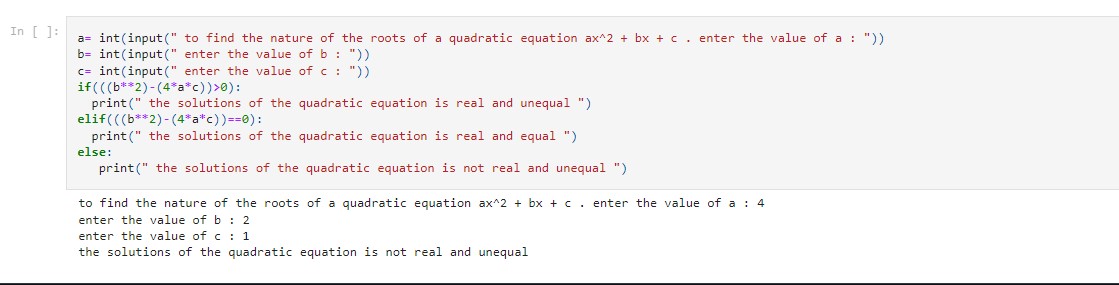 In [ ]:
a= int(input(" to find the nature of the roots of a quadratic equation ax^2 + bx + c . enter the value of a : "))
b= int(input(" enter the value of b : "))
c= int(input(" enter the value of c : "))
if(((b**2)-(4*a*c))>0):
  print(" the solutions of the quadratic equation is real and unequal ")
elif(((b**2)-(4*a*c))==0):
  print(" the solutions of the quadratic equation is real and equal ")
else:
   print(" the solutions of the quadratic equation is not real and unequal ")
to find the nature of the roots of a quadratic equation ax^2 + bx + c . enter the value of a : 4
enter the value of b : 2
enter the value of c : 1
the solutions of the quadratic equation is not real and unequal